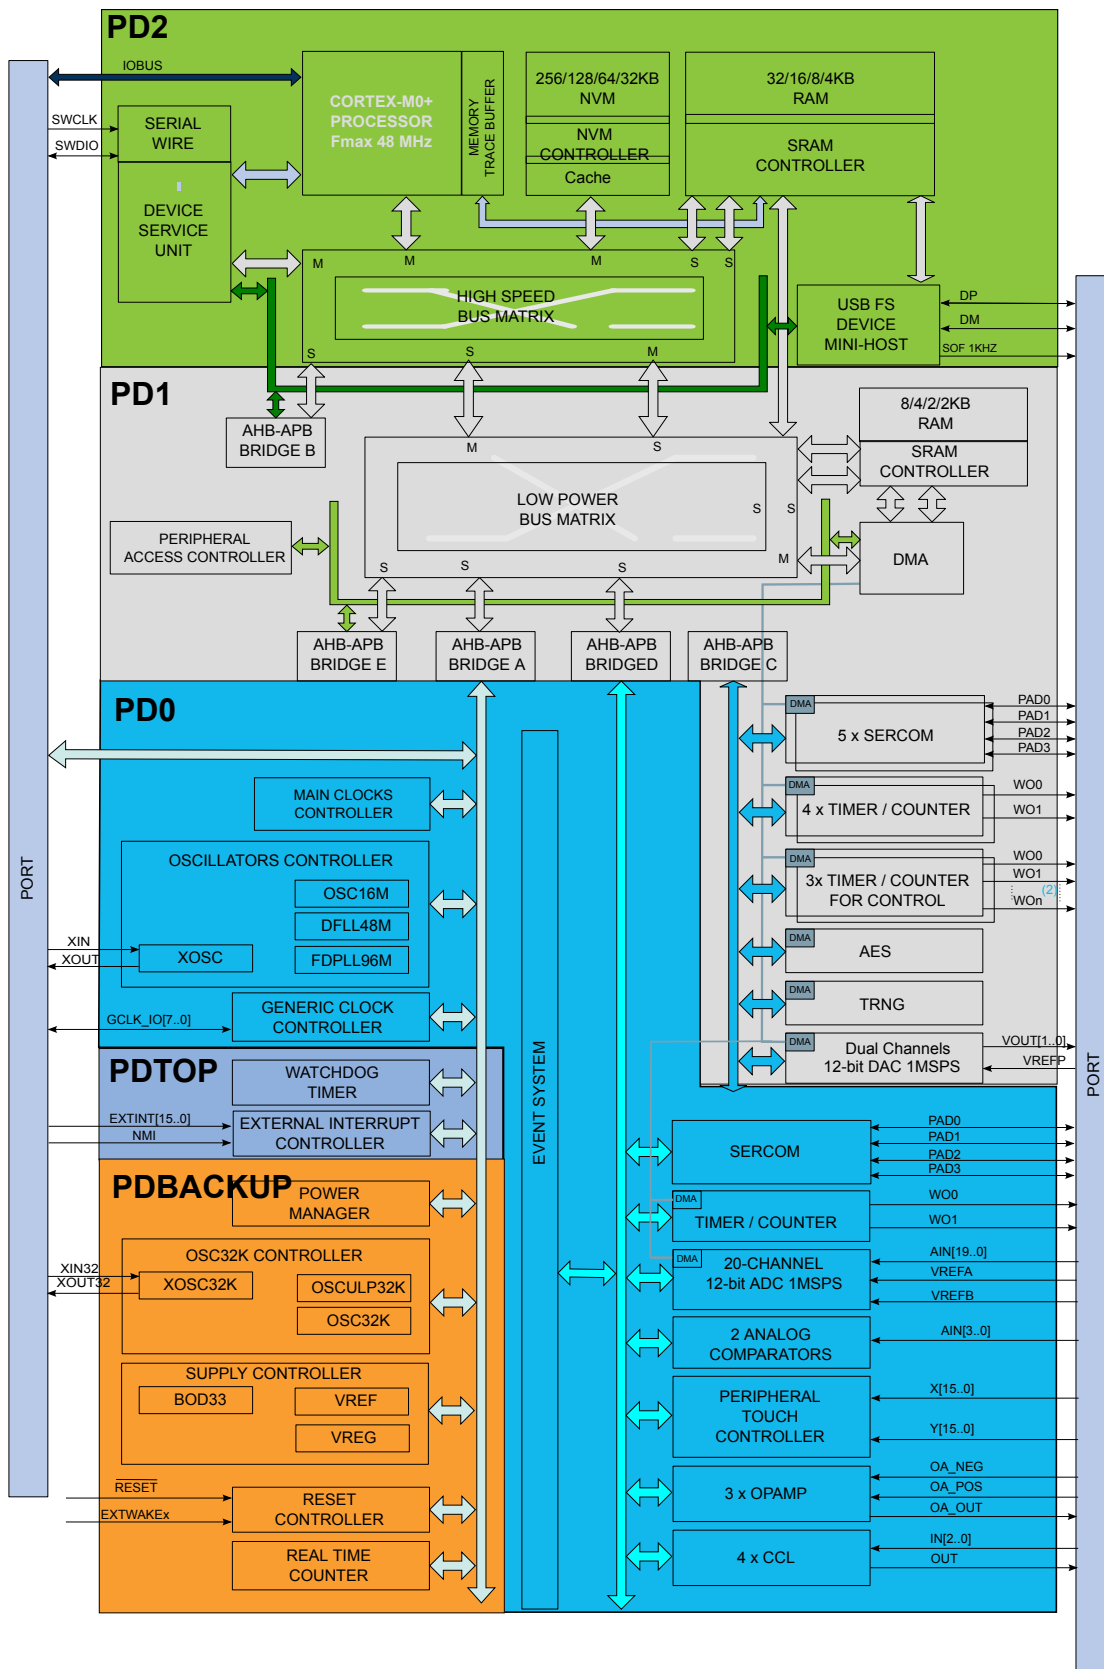 PD2
IOBUS
SWCLK
SWDIO
SERIAL
WIRE
DEVICE
SERVICE
UNIT
CORTEX-M0+
PROCESSOR
Fmax 48 MHz
MEMORY
TRACE BUFFER
256/128/64/32KB
NVM
NVM
CONTROLLER
Cache
32/16/8/4KB
RAM
SRAM
CONTROLLER
M
M
M
S
S
HIGH SPEED
BUS MATRIX
S
S
M
USB FS
DEVICE
MINI-HOST
DP
DM
SOF 1KHZ
PD1
AHB-APB
BRIDGE B
8/4/2/2KB
RAM
SRAM
CONTROLLER
M
S
LOW POWER
BUS MATRIX
S
S
M
S
S
S
PERIPHERAL
ACCESS CONTROLLER
DMA
AHB-APB
BRIDGE E
AHB-APB
BRIDGE A
AHB-APB
BRIDGED
AHB-APB
BRIDGE C
PD0
DMA
5 x SERCOM
PAD0
PAD1
PAD2
PAD3
MAIN CLOCKS
CONTROLLER
DMA
4 x TIMER / COUNTER
WO0
WO1
OSCILLATORS CONTROLLER
OSC16M
DFLL48M
FDPLL96M
XOSC
XIN
XOUT
DMA
3x TIMER / COUNTER
FOR CONTROL
WO0
WO1
(2)
WOn
DMA
AES
DMA
TRNG
GCLK_IO[7..0]
GENERIC CLOCK
CONTROLLER
DMA
Dual Channels
12-bit DAC 1MSPS
VOUT[1..0]
VREFP
PORT
PORT
EVENT SYSTEM
PDTOP
WATCHDOG
TIMER
EXTINT[15..0]
NMI
EXTERNAL INTERRUPT
CONTROLLER
SERCOM
PAD0
PAD1
PAD2
PAD3
PDBACKUP
POWER
MANAGER
DMA
TIMER / COUNTER
WO0
WO1
OSC32K CONTROLLER
XIN32
XOUT32
XOSC32K
OSCULP32K
OSC32K
DMA
20-CHANNEL
12-bit ADC 1MSPS
AIN[19..0]
VREFA
VREFB
2 ANALOG
COMPARATORS
AIN[3..0]
SUPPLY CONTROLLER
BOD33
VREF
VREG
PERIPHERAL
TOUCH
CONTROLLER
X[15..0]
Y[15..0]
RESET
EXTWAKEx
RESET
CONTROLLER
3 x OPAMP
OA_NEG
OA_POS
OA_OUT
REAL TIME
COUNTER
4 x CCL
IN[2..0]
OUT